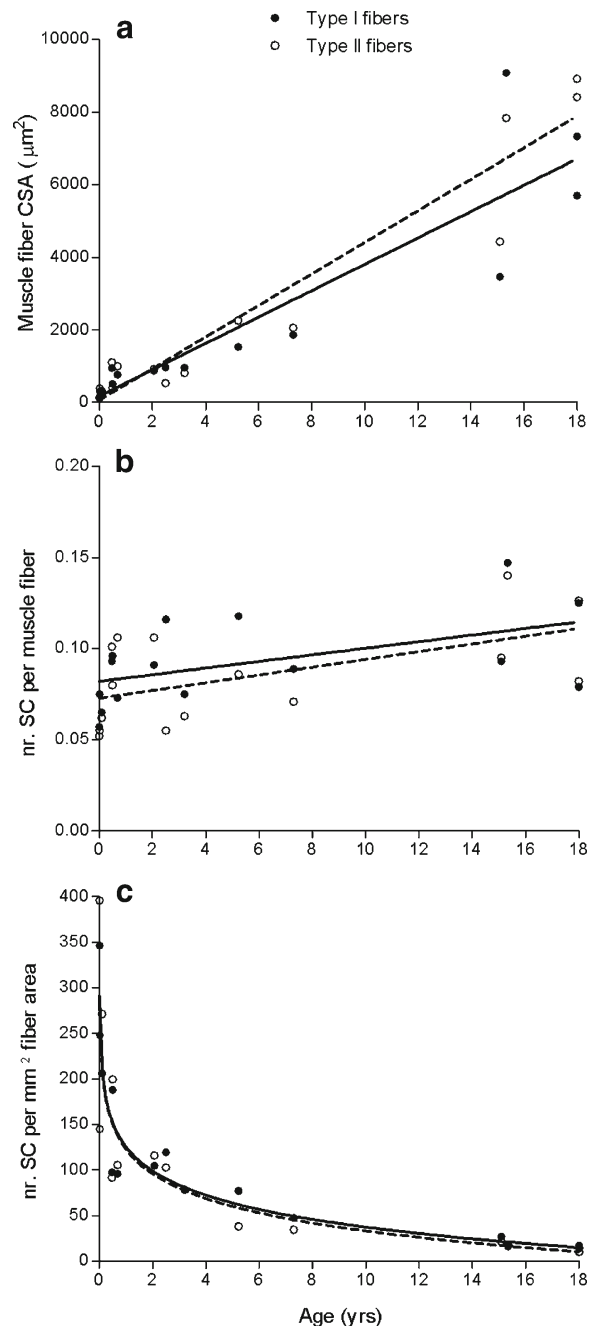 a
Type I fibers
Type II fibers
10000
8000
6000
4000
2000
0
Muscle fiber CSA ( μm²)
0 2 4 6 8 10 12 14 16 18
b
0.20
0.15
0.10
0.05
0.00
nr. SC per muscle fiber
0 2 4 6 8 10 12 14 16 18
c
400
350
300
250
200
150
100
50
0
nr. SC per mm² fiber area
0 2 4 6 8 10 12 14 16 18
Age (yrs)